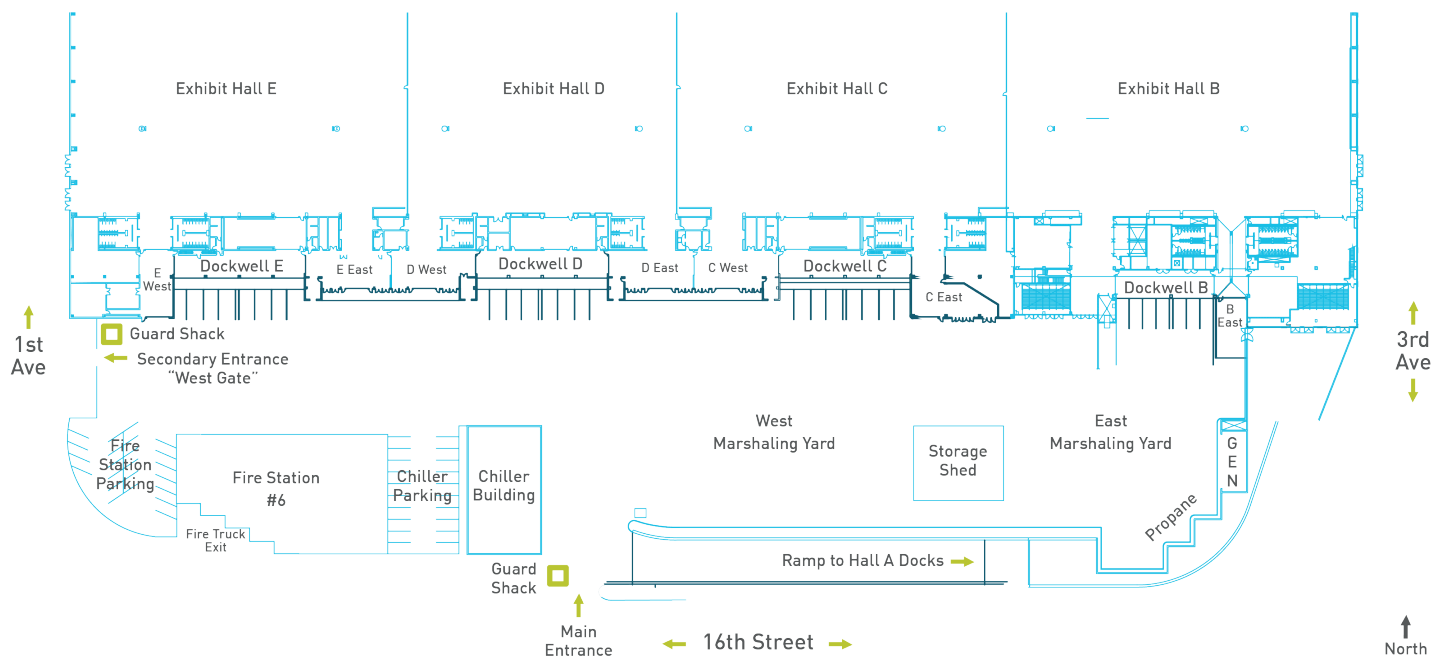 Exhibit Hall E
Exhibit Hall D
Exhibit Hall C
Exhibit Hall B
E
West
Dockwell E
E East
D West
Dockwell D
D East
C West
Dockwell C
C East
Dockwell B
B
East
1st
Ave
Guard Shack
Secondary Entrance
"West Gate"
3rd
Ave
Fire
Station
Parking
Fire Station
#6
Fire Truck
Exit
Chiller
Parking
Chiller
Building
West
Marshaling Yard
Storage
Shed
East
Marshaling Yard
G
E
N
Propane
Guard
Shack
Ramp to Hall A Docks
Main
Entrance
16th Street
North